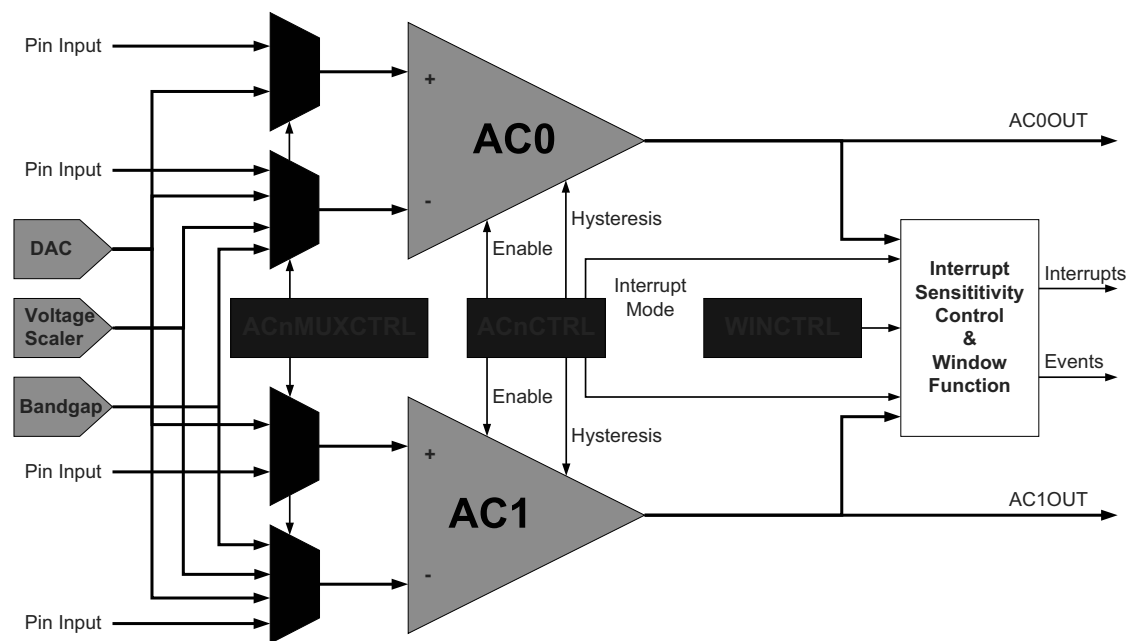 Pin Input
+
AC0
-
AC0OUT
Pin Input
Hysteresis
Enable
DAC
Interrupt
Mode
Interrupt
Sensititivity
Control
&
Window
Function
Interrupts
Events
Voltage
Scaler
ACnMUXCTRL
ACnCTRL
WINCTRL
Bandgap
Enable
Hysteresis
Pin Input
+
AC1
-
AC1OUT
Pin Input